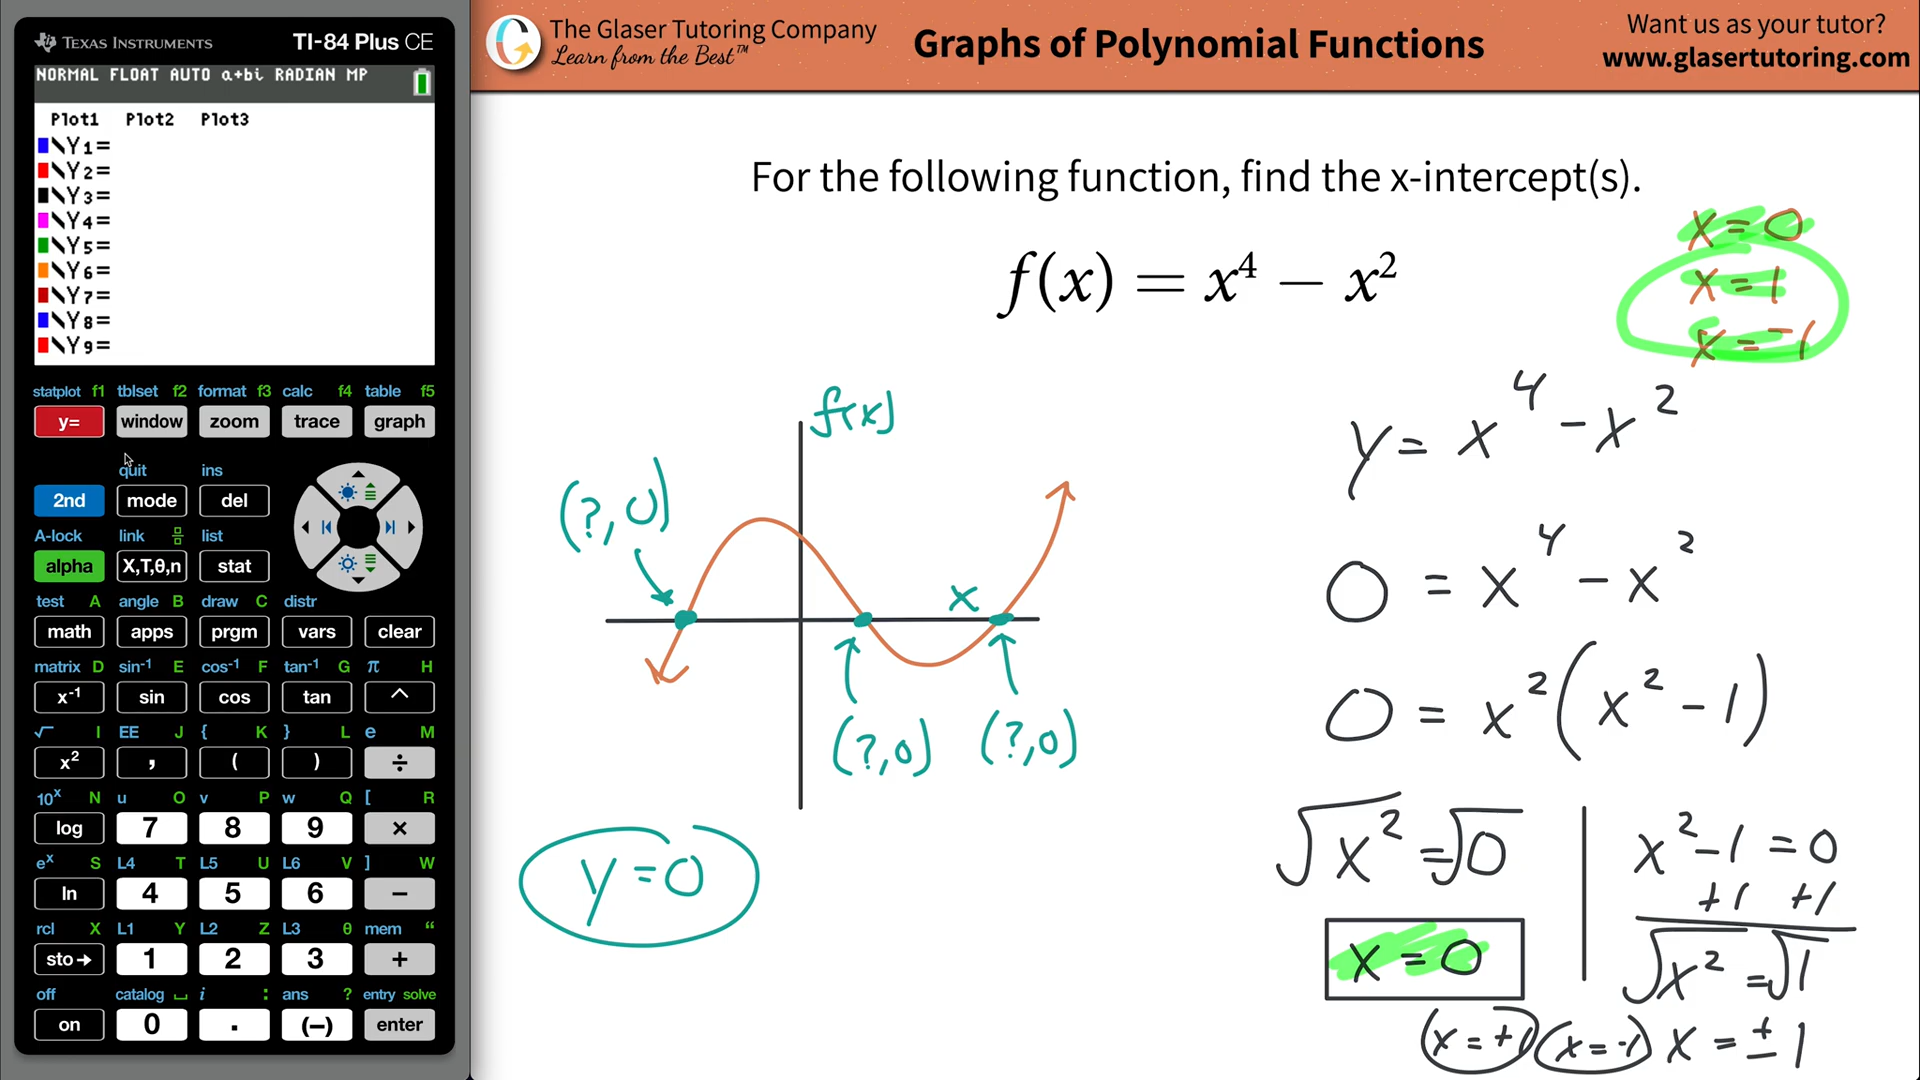 TEXAS INSTRUMENTS TI-84 Plus CE
NORMAL FLOAT AUTO a+bi RADIAN MP
Plot1 Plot2 Plot3
\Y1=
\Y2=
\Y3=
\Y4=
\Y5=
\Y6=
\Y7=
\Y8=
\Y9=
statplot f1 tblset f2 format f3 calc f4 table f5
y= window zoom trace graph
quit ins
2nd mode del
A-lock link list
alpha X,T,θ,n stat
test A angle B draw C distr
math apps prgm vars clear
matrix D sin⁻¹ E cos⁻¹ F tan⁻¹ G π H
x⁻¹ sin cos tan ^
√ I EE J { K } L e M
x² , ( ) ÷
10ˣ N u O v P w Q [ R
log 7 8 9 ×
eˣ S L4 T L5 U L6 V ] W
ln 4 5 6 −
rcl X L1 Y L2 Z L3 θ mem "
sto→ 1 2 3 +
off catalog ␣ i : ans ? entry solve
on 0 . (−) enter
The Glaser Tutoring Company
Learn from the Best™
Graphs of Polynomial Functions
Want us as your tutor?
www.glasertutoring.com
For the following function, find the x-intercept(s).
f(x) = x⁴ − x²
x = 0
x = 1
x = -1
f(x)
(?, 0)
x
(?, 0) (?, 0)
y = 0
y = x⁴ - x²
0 = x⁴ - x²
0 = x²(x² - 1)
√x² = √0
x = 0
x² - 1 = 0
+1 +1
√x² = √1
x = +1 x = -1 x = ± 1